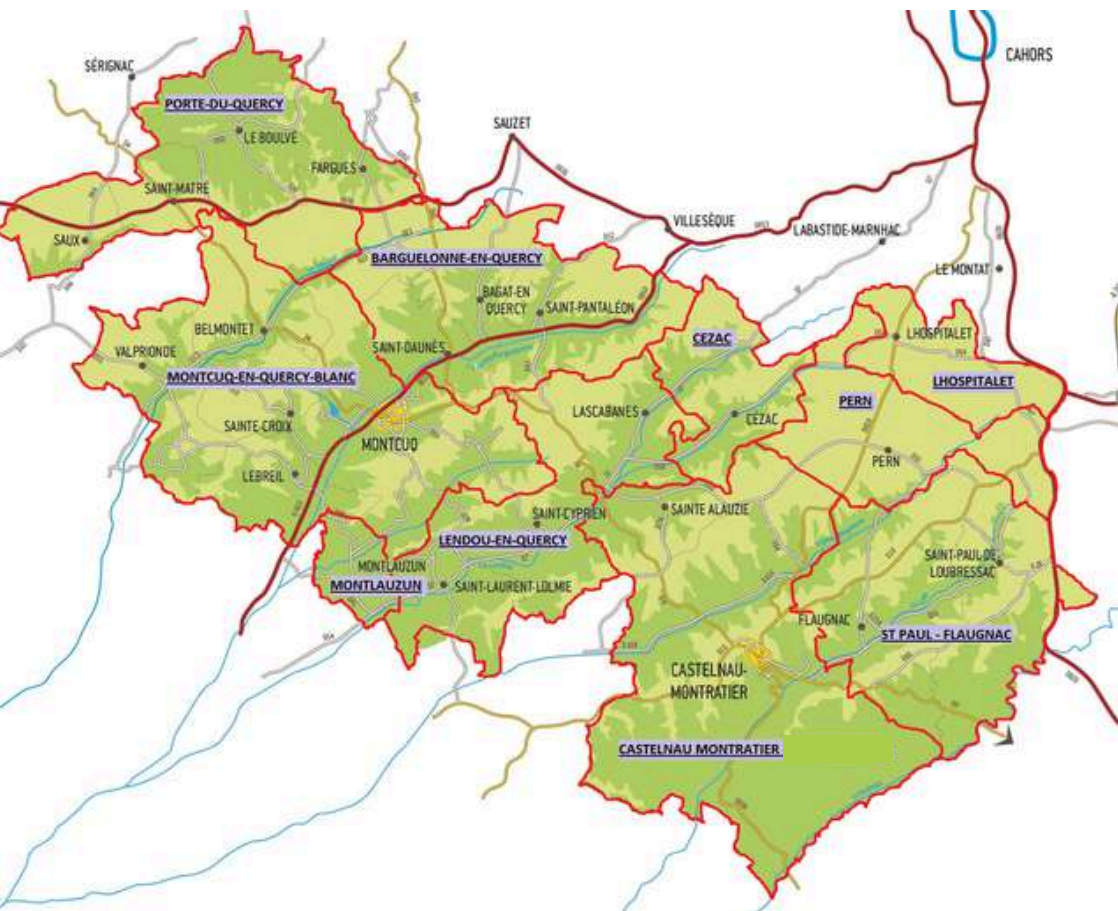 CAHORS
SÉRIGNAC
PORTE-DU-QUERCY
LE BOULVÉ
SAUZET
FARGUES
SAINT-MATRE
VILLESÈQUE
LABASTIDE-MARNHAC
SAUX
BARGUELONNE-EN-QUERCY
LE MONTAT
BAGAT-EN
QUERCY
SAINT-PANTALÉON
BELMONTET
LHOSPITALET
CEZAC
SAINT-DAUNÈS
VALPRIONDE
MONTCUQ-EN-QUERCY-BLANC
LHOSPITALET
PERN
LASCABANES
CÉZAC
SAINTE-CROIX
MONTCUQ
PERN
LEBREIL
SAINTE ALAUZIE
SAINT-CYPRIEN
LENDOU-EN-QUERCY
SAINT-PAUL-DE-
LOUBRESSAC
MONTLAUZUN
MONTLAUZUN
SAINT-LAURENT-LOLMIE
FLAUGNAC
ST PAUL - FLAUGNAC
CASTELNAU-
MONTRATIER
CASTELNAU MONTRATIER